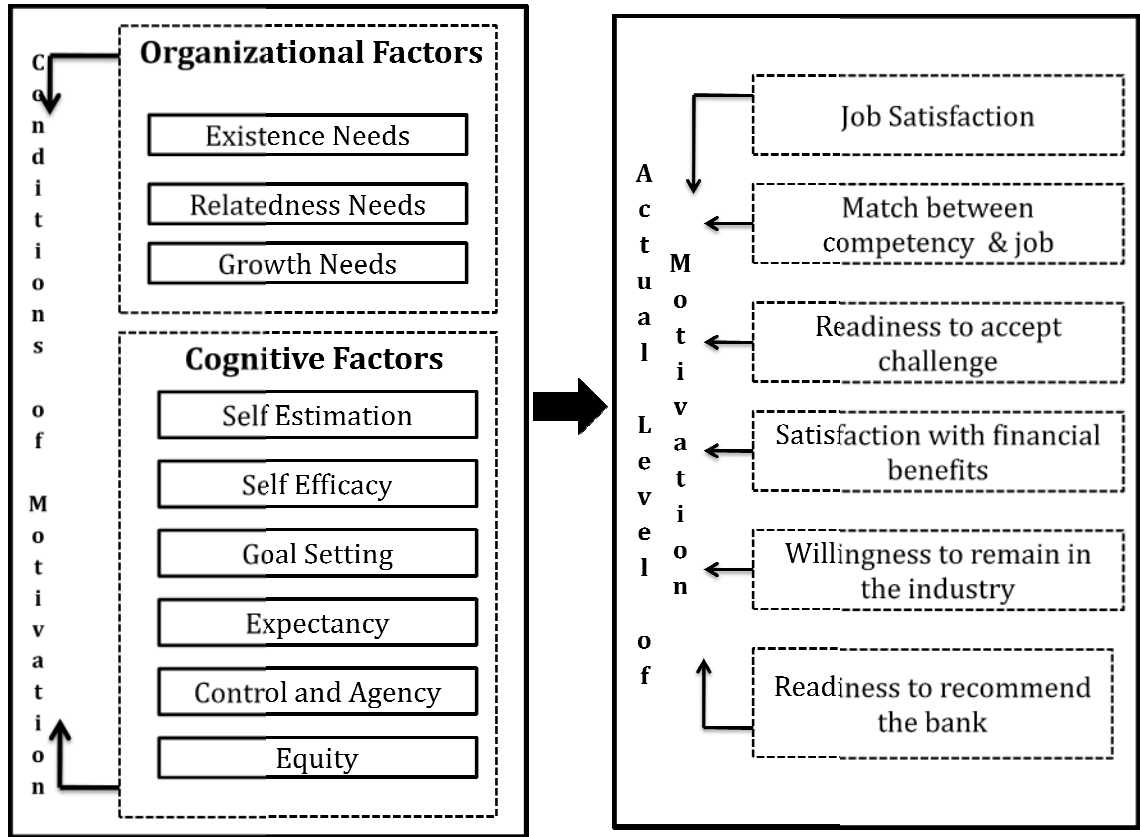 Conditions of Motivation
Organizational Factors
Existence Needs
Relatedness Needs
Growth Needs
Cognitive Factors
Self Estimation
Self Efficacy
Goal Setting
Expectancy
Control and Agency
Equity
Actual Level of
Motivation
Job Satisfaction
Match between
competency & job
Readiness to accept
challenge
Satisfaction with financial
benefits
Willingness to remain in
the industry
Readiness to recommend
the bank